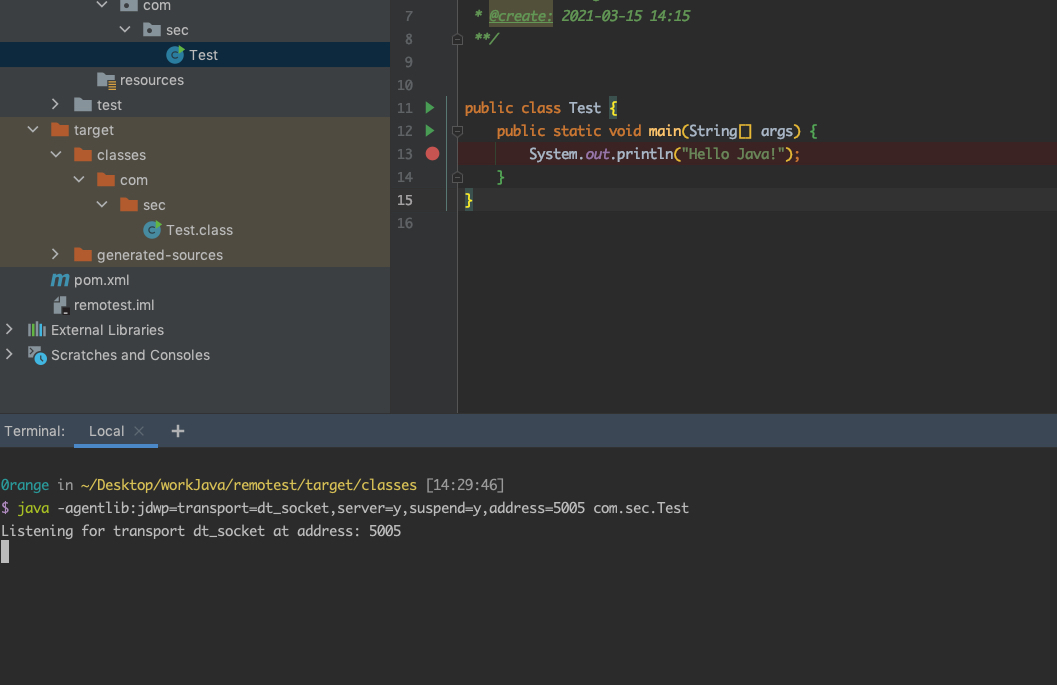 com
sec
Test
resources
test
target
classes
com
sec
Test.class
generated-sources
pom.xml
remotest.iml
External Libraries
Scratches and Consoles
7 * @create: 2021-03-15 14:15
8 **/
9
10
11 public class Test {
12 public static void main(String[] args) {
13 System.out.println("Hello Java!");
14 }
15 }
16
Terminal: Local × +
0range in ~/Desktop/workJava/remotest/target/classes [14:29:46]
$ java -agentlib:jdwp=transport=dt_socket,server=y,suspend=y,address=5005 com.sec.Test
Listening for transport dt_socket at address: 5005